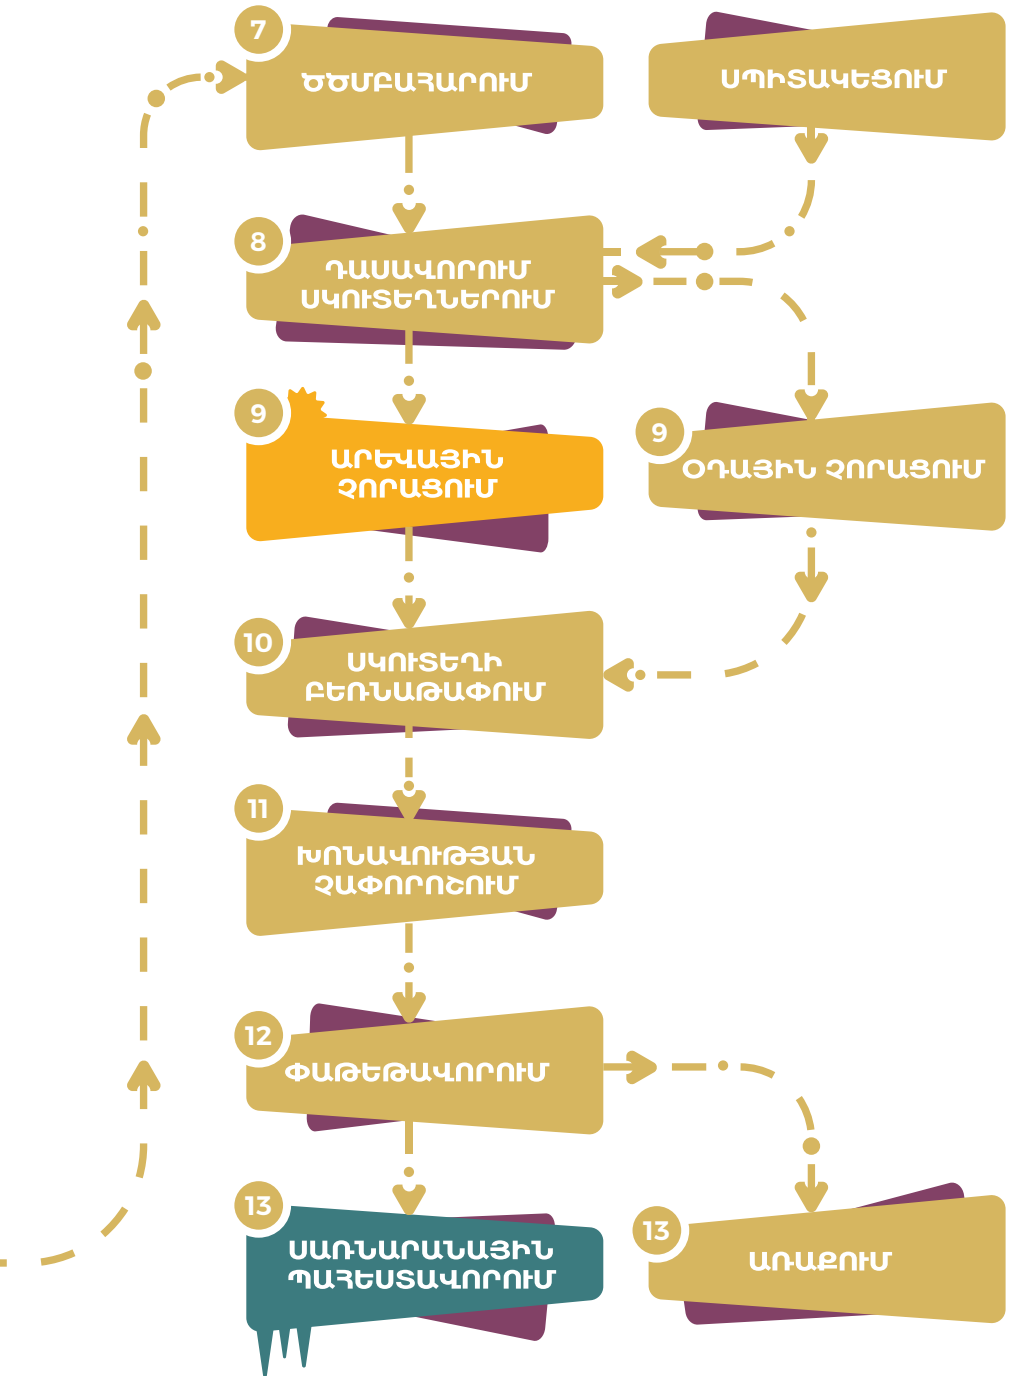 7
ԾԾՄԲԱՀԱՐՈՒՄ
ՍՊԻՏԱԿԵՑՈՒՄ
8
ԴԱՍԱՎՈՐՈՒՄ
ՍԿՈՒՏԵՂՆԵՐՈՒՄ
9
ԱՐԵՎԱՅԻՆ
ՉՈՐԱՑՈՒՄ
9
ՕԴԱՅԻՆ ՉՈՐԱՑՈՒՄ
10
ՍԿՈՒՏԵՂԻ
ԲԵՌՆԱԹԱՓՈՒՄ
11
ԽՈՆԱՎՈՒԹՅԱՆ
ՉԱՓՈՐՈՇՈՒՄ
12
ՓԱԹԵԹԱՎՈՐՈՒՄ
13
ՍԱՌՆԱՐԱՆԱՅԻՆ
ՊԱՀԵՍՏԱՎՈՐՈՒՄ
13
ԱՌԱՔՈՒՄ